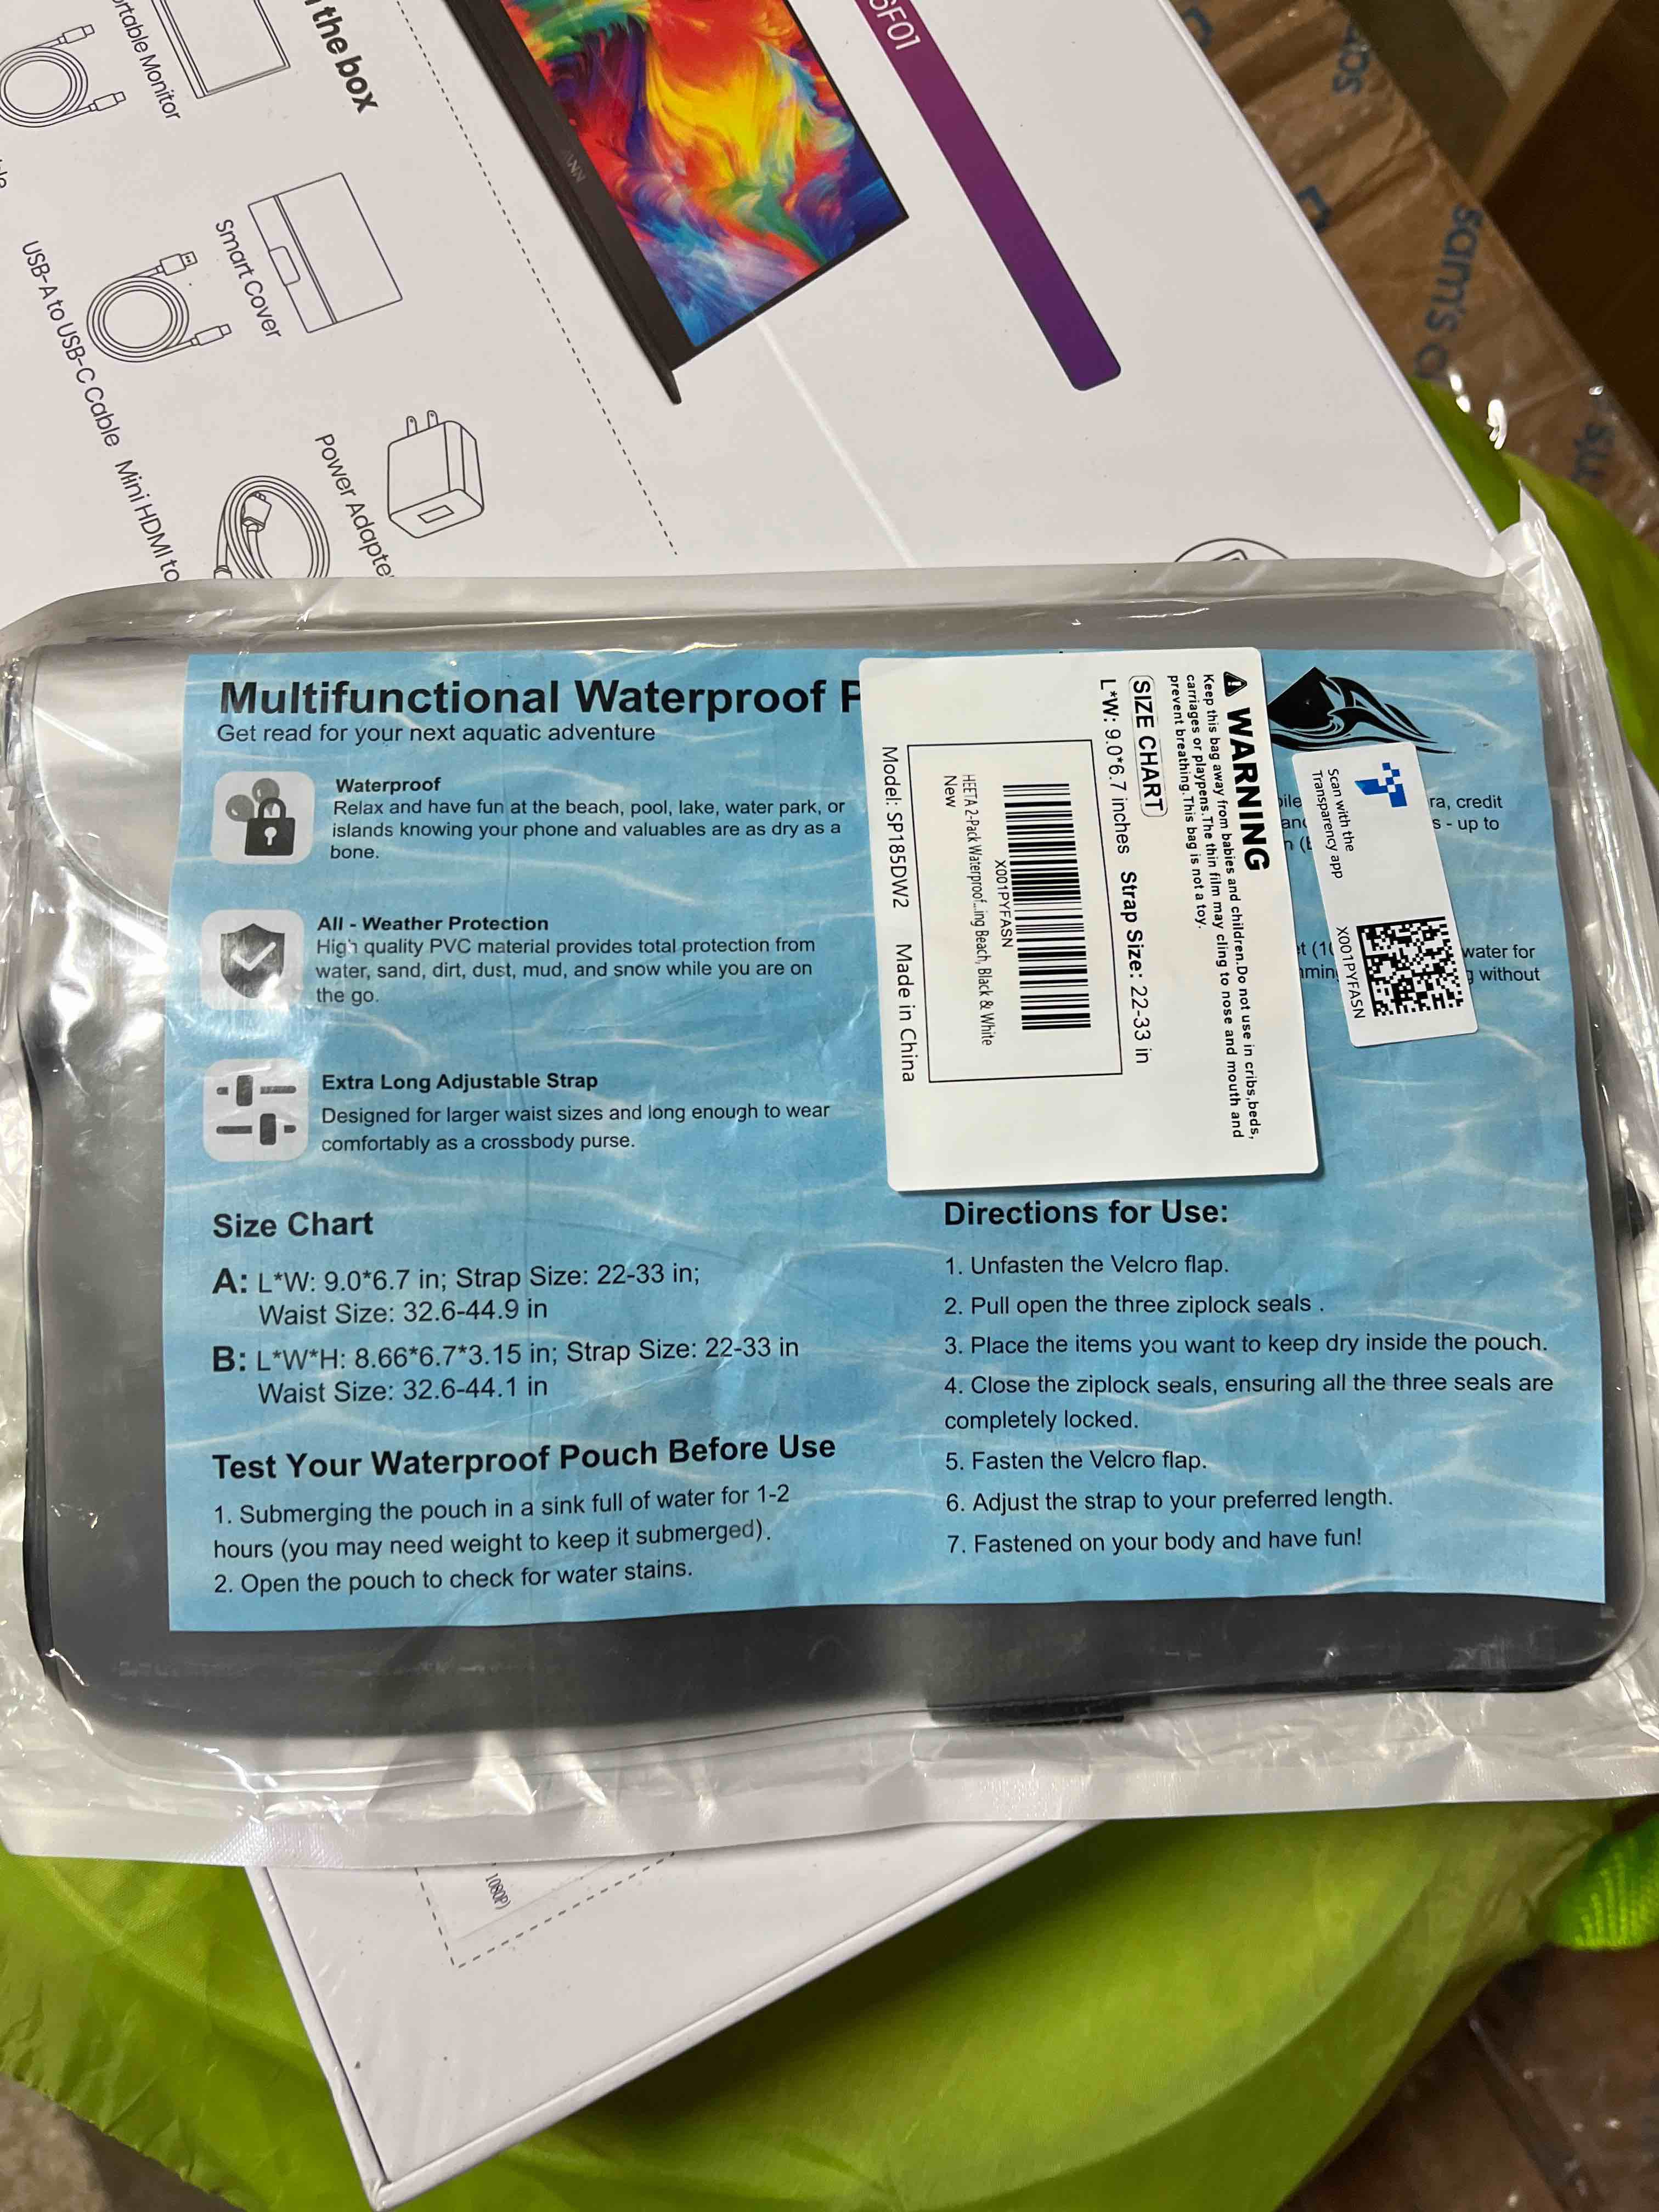 the box
Monitor
Smart Cover
USB-A to USB-C Cable
Mini HDMI to
Power
F01
sam's
Multifunctional Waterproof
Get read for your next aquatic adventure
Waterproof
Relax and have fun at the beach, pool, lake, water park, or
islands knowing your phone and valuables are as dry as a
bone.
All - Weather Protection
High quality PVC material provides total protection from
water, sand, dirt, dust, mud, and snow while you are on
the go.
Extra Long Adjustable Strap
Designed for larger waist sizes and long enough to wear
comfortably as a crossbody purse.
Size Chart
A: L*W: 9.0*6.7 in; Strap Size: 22-33 in;
Waist Size: 32.6-44.9 in
B: L*W*H: 8.66*6.7*3.15 in; Strap Size: 22-33 in
Waist Size: 32.6-44.1 in
Test Your Waterproof Pouch Before Use
1. Submerging the pouch in a sink full of water for 1-2
hours (you may need weight to keep it submerged).
2. Open the pouch to check for water stains.
WARNING
Keep this bag away from babies and children.Do not use in cribs,beds,
carriages or playpens.The thin film may cling to nose and mouth and
prevent breathing.This bag is not a toy.
SIZE CHART
L*W: 9.0*6.7 inches Strap Size: 22-33 in
X001PYFASN
HEETA 2-Pack Waterproof...ing Beach, Black & White
New
Model: SP185DW2 Made in China
Scan with the
Transparency app
X001PYFASN
credit
- up to
water for
without
Directions for Use:
1. Unfasten the Velcro flap.
2. Pull open the three ziplock seals .
3. Place the items you want to keep dry inside the pouch.
4. Close the ziplock seals, ensuring all the three seals are
completely locked.
5. Fasten the Velcro flap.
6. Adjust the strap to your preferred length.
7. Fastened on your body and have fun!
1080P)